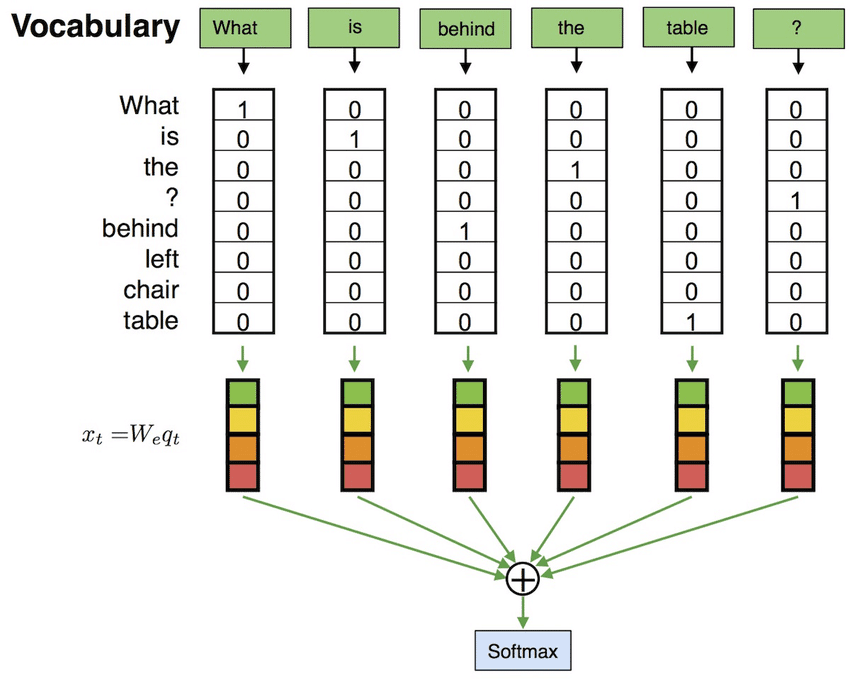 Vocabulary What is behind the table ?
What 1 0 0 0 0 0
is 0 1 0 0 0 0
the 0 0 0 1 0 0
? 0 0 0 0 0 1
behind 0 0 1 0 0 0
left 0 0 0 0 0 0
chair 0 0 0 0 0 0
table 0 0 0 0 1 0
x_t =W_e q_t
+
Softmax